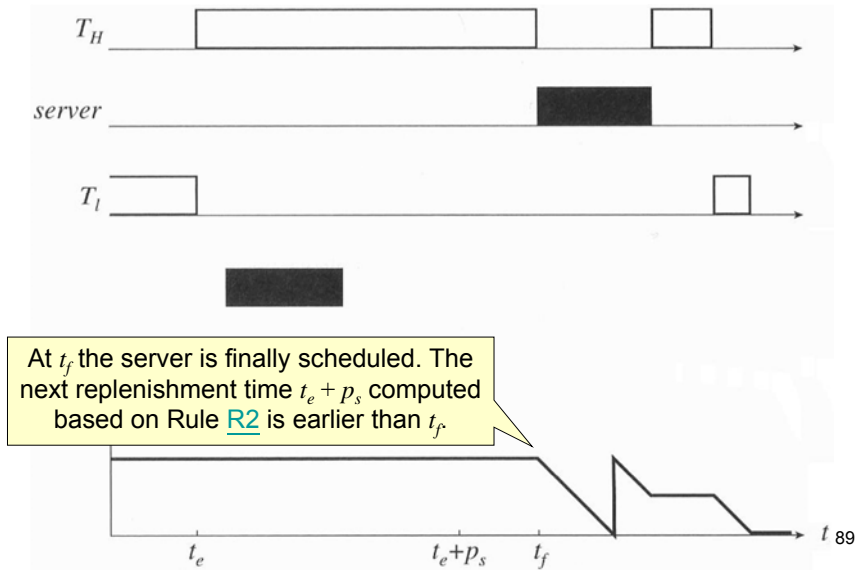 T_H
server
T_l
At t_f the server is finally scheduled. The
next replenishment time t_e + p_s computed
based on Rule R2 is earlier than t_f.
t_e t_e+p_s t_f t 89